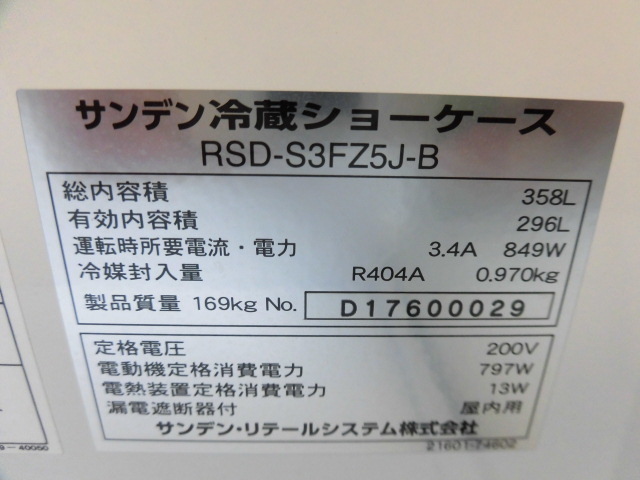 サンデン冷蔵ショーケース
RSD-S3FZ5J-B
総内容積 358L
有効内容積 296L
運転時所要電流・電力 3.4A 849W
冷媒封入量 R404A 0.970kg
製品質量 169kg No. D17600029
定格電圧 200V
電動機定格消費電力 797W
電熱装置定格消費電力 13W
漏電遮断器付 屋内用
サンデン・リテールシステム株式会社
21601-74602
-40050